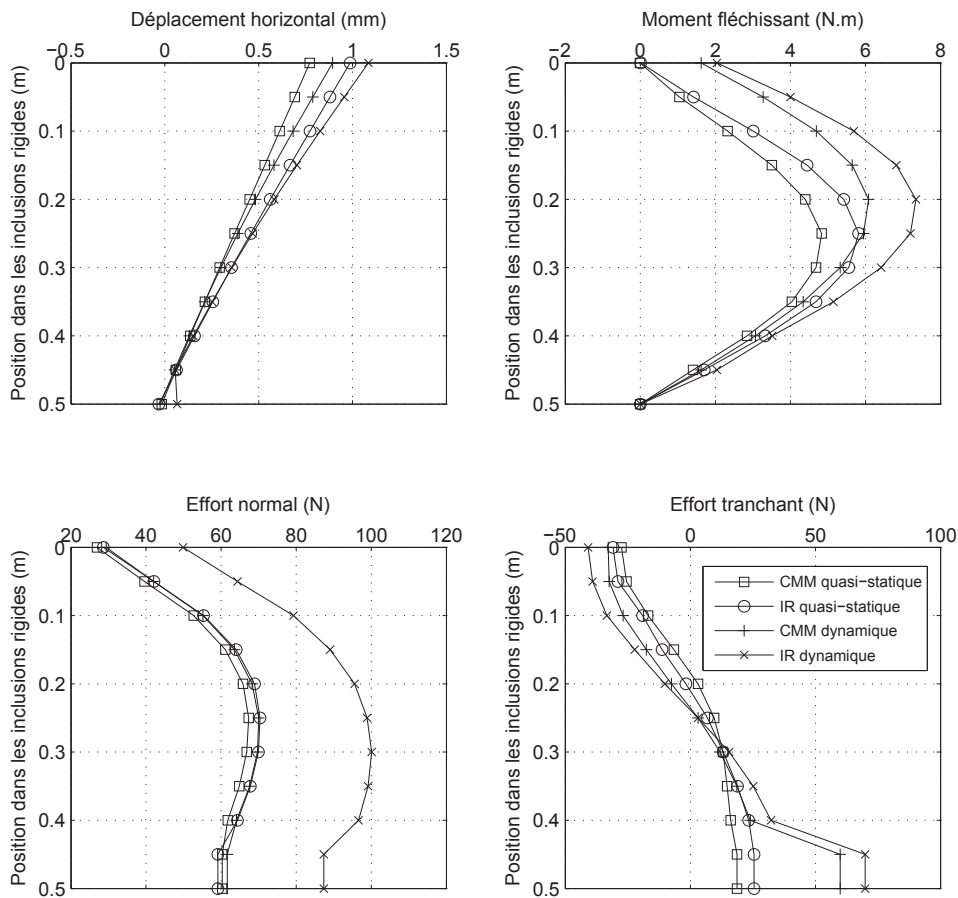 Déplacement horizontal (mm)
−0.5 0 0.5 1 1.5
0
0.1
0.2
0.3
0.4
0.5
Position dans les inclusions rigides (m)
Moment fléchissant (N.m)
−2 0 2 4 6 8
0
0.1
0.2
0.3
0.4
0.5
Position dans les inclusions rigides (m)
Effort normal (N)
20 40 60 80 100 120
0
0.1
0.2
0.3
0.4
0.5
Position dans les inclusions rigides (m)
Effort tranchant (N)
−50 0 50 100
0
0.1
0.2
0.3
0.4
0.5
Position dans les inclusions rigides (m)
CMM quasi−statique
IR quasi−statique
CMM dynamique
IR dynamique